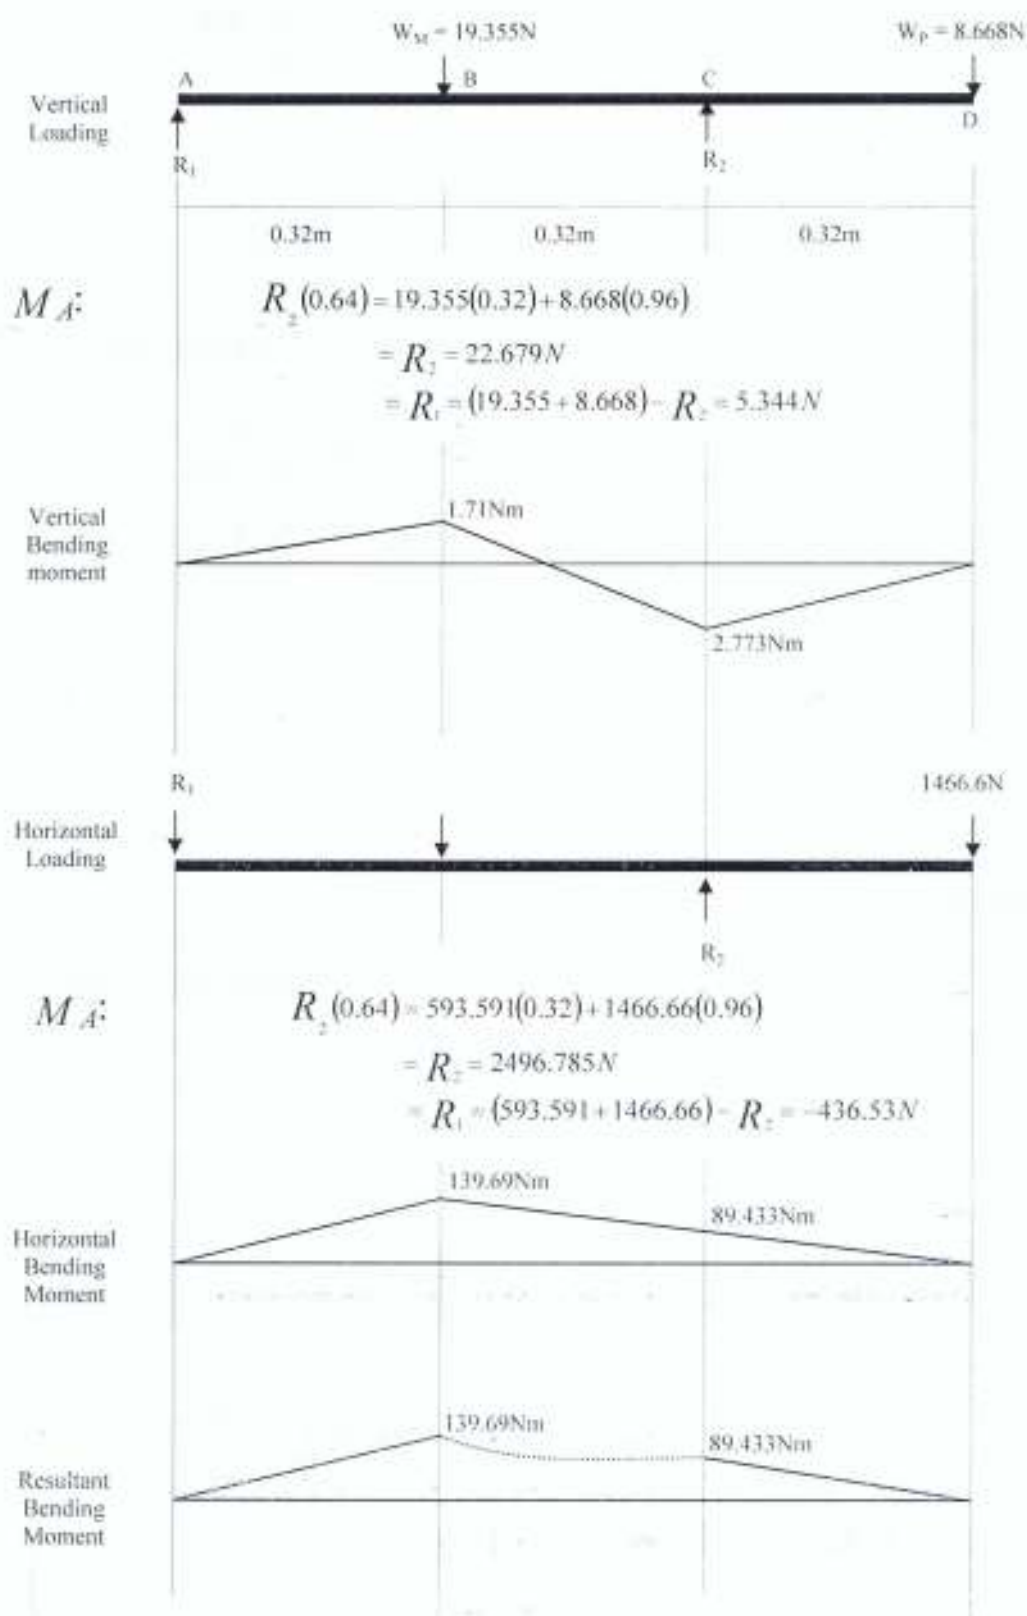 W_M = 19.355N
W_P = 8.668N
A
B
C
D
Vertical
Loading
R₁
R₂
0.32m
0.32m
0.32m
M A:
R₂(0.64) = 19.355(0.32) + 8.668(0.96)
= R₂ = 22.679N
= R₁ = (19.355 + 8.668) - R₂ = 5.344N
Vertical
Bending
moment
1.71Nm
2.773Nm
R₁
1466.6N
Horizontal
Loading
R₂
M A:
R₂(0.64) = 593.591(0.32) + 1466.66(0.96)
= R₂ = 2496.785N
= R₁ = (593.591 + 1466.66) - R₂ = -436.53N
139.69Nm
89.433Nm
Horizontal
Bending
Moment
139.69Nm
89.433Nm
Resultant
Bending
Moment